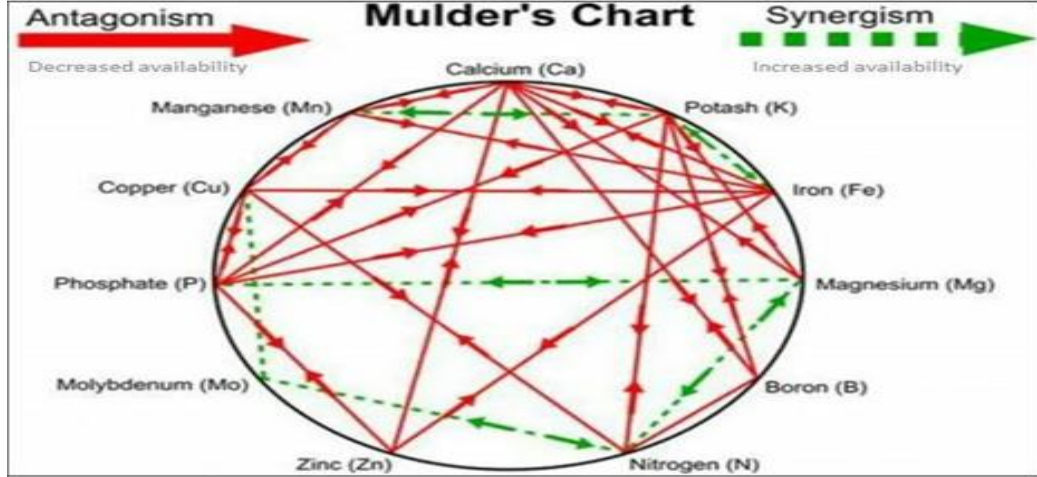 Antagonism
Decreased availability
Mulder's Chart
Synergism
Increased availability
Calcium (Ca)
Manganese (Mn)
Potash (K)
Copper (Cu)
Iron (Fe)
Phosphate (P)
Magnesium (Mg)
Molybdenum (Mo)
Boron (B)
Zinc (Zn)
Nitrogen (N)